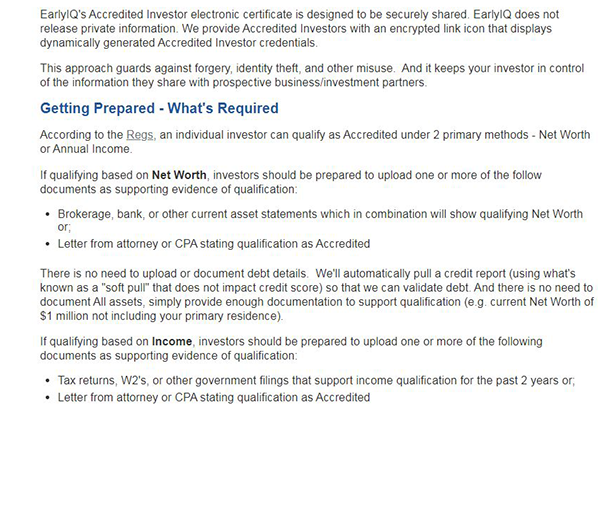 EarlyIQ's Accredited Investor electronic certificate is designed to be securely shared. EarlyIQ does not
release private information. We provide Accredited Investors with an encrypted link icon that displays
dynamically generated Accredited Investor credentials.
This approach guards against forgery, identity theft, and other misuse.  And it keeps your investor in control
of the information they share with prospective business/investment partners.
Getting Prepared - What's Required
According to the Regs, an individual investor can qualify as Accredited under 2 primary methods - Net Worth
or Annual Income.
If qualifying based on Net Worth, investors should be prepared to upload one or more of the follow
documents as supporting evidence of qualification:
• Brokerage, bank, or other current asset statements which in combination will show qualifying Net Worth
or;
• Letter from attorney or CPA stating qualification as Accredited
There is no need to upload or document debt details.  We'll automatically pull a credit report (using what's
known as a "soft pull" that does not impact credit score) so that we can validate debt. And there is no need to
document All assets, simply provide enough documentation to support qualification (e.g. current Net Worth of
$1 million not including your primary residence).
If qualifying based on Income, investors should be prepared to upload one or more of the following
documents as supporting evidence of qualification:
• Tax returns, W2's, or other government filings that support income qualification for the past 2 years or;
• Letter from attorney or CPA stating qualification as Accredited